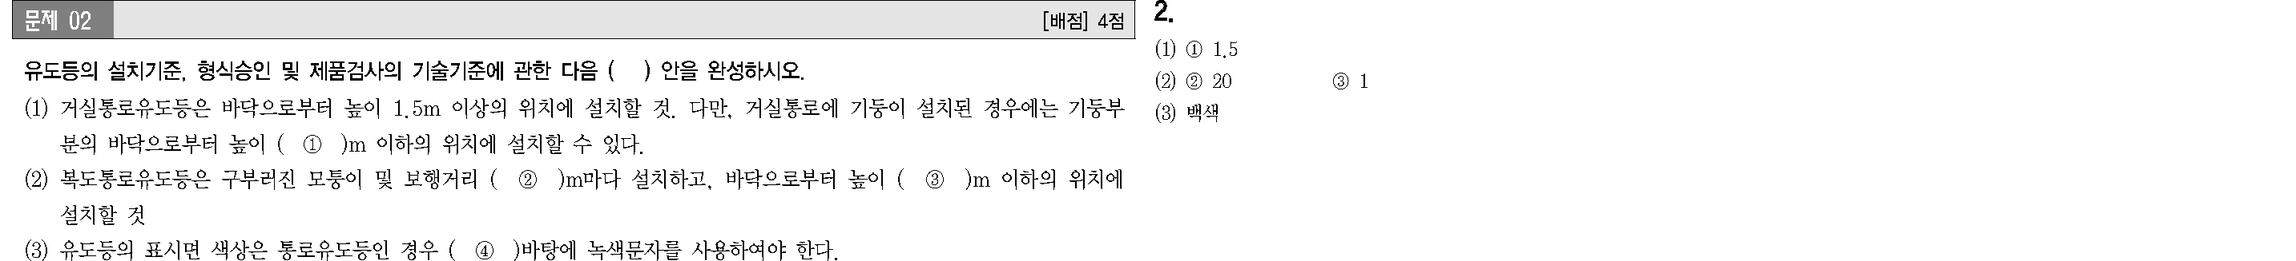 문제 02 [배점] 4점
유도등의 설치기준, 형식승인 및 제품검사의 기술기준에 관한 다음 (   ) 안을 완성하시오.
(1) 거실통로유도등은 바닥으로부터 높이 1.5m 이상의 위치에 설치할 것. 다만, 거실통로에 기둥이 설치된 경우에는 기둥부
분의 바닥으로부터 높이 ( ① )m 이하의 위치에 설치할 수 있다.
(2) 복도통로유도등은 구부러진 모퉁이 및 보행거리 ( ② )m마다 설치하고, 바닥으로부터 높이 ( ③ )m 이하의 위치에
설치할 것
(3) 유도등의 표시면 색상은 통로유도등인 경우 ( ④ )바탕에 녹색문자를 사용하여야 한다.
2.
(1) ① 1.5
(2) ② 20 ③ 1
(3) 백색